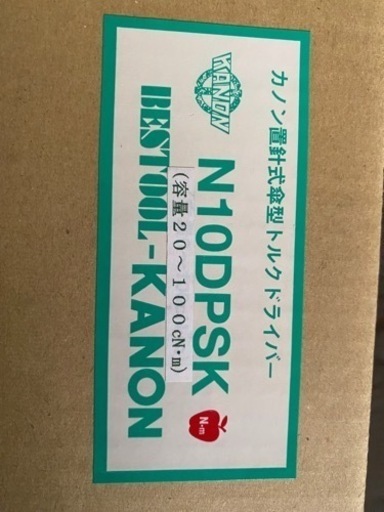 カノン置針式傘型トルクドライバー
KANON
N10DPSK
N·m
(容量20~100cN·m)
BESTOOL-KANON